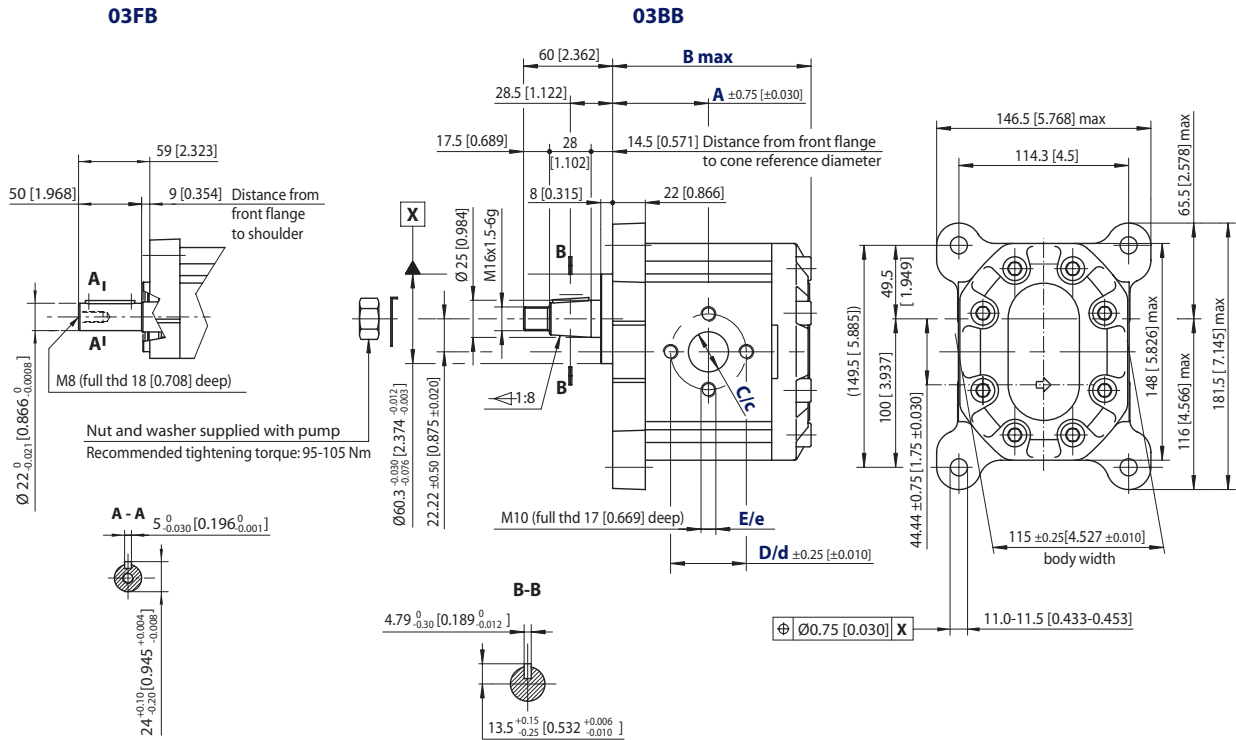 03FB
03BB
60 [2.362]
B max
28.5 [1.122]
A ±0.75 [±0.030]
17.5 [0.689]
28
[1.102]
14.5 [0.571] Distance from front flange
to cone reference diameter
8 [0.315]
22 [0.866]
146.5 [5.768] max
114.3 [4.5]
65.5 [2.578] max
59 [2.323]
50 [1.968]
9 [0.354] Distance from
front flange
to shoulder
X
Ø 25 [0.984]
M16x1.5-6g
B
B
A
A
M8 (full thd 18 [0.708] deep)
Ø 22 0 -0.021 [0.866 -0.0008]
1:8
C/c
Nut and washer supplied with pump
Recommended tightening torque: 95-105 Nm
Ø60.3 -0.030 -0.076 [2.374 -0.012 -0.003]
22.22 ±0.50 [0.875 ±0.020]
(149.5 [ 5.885])
49.5
[ 1.949]
100 [ 3.937]
44.44 ±0.75 [1.75 ±0.030]
148 [ 5.826] max
116 [4.566] max
181.5 [ 7.145] max
M10 (full thd 17 [0.669] deep)
E/e
D/d ±0.25 [±0.010]
115 ±0.25[4.527 ±0.010]
body width
A - A
5 0 -0.030 [0.196 0 0.001]
24 +0.10 -0.20 [0.945 +0.004 -0.008]
B-B
4.79 0 -0.30 [0.189 0 -0.012 ]
13.5 +0.15 -0.25 [0.532 +0.006 -0.010 ]
⌖ Ø0.75 [0.030] X
11.0-11.5 [0.433-0.453]